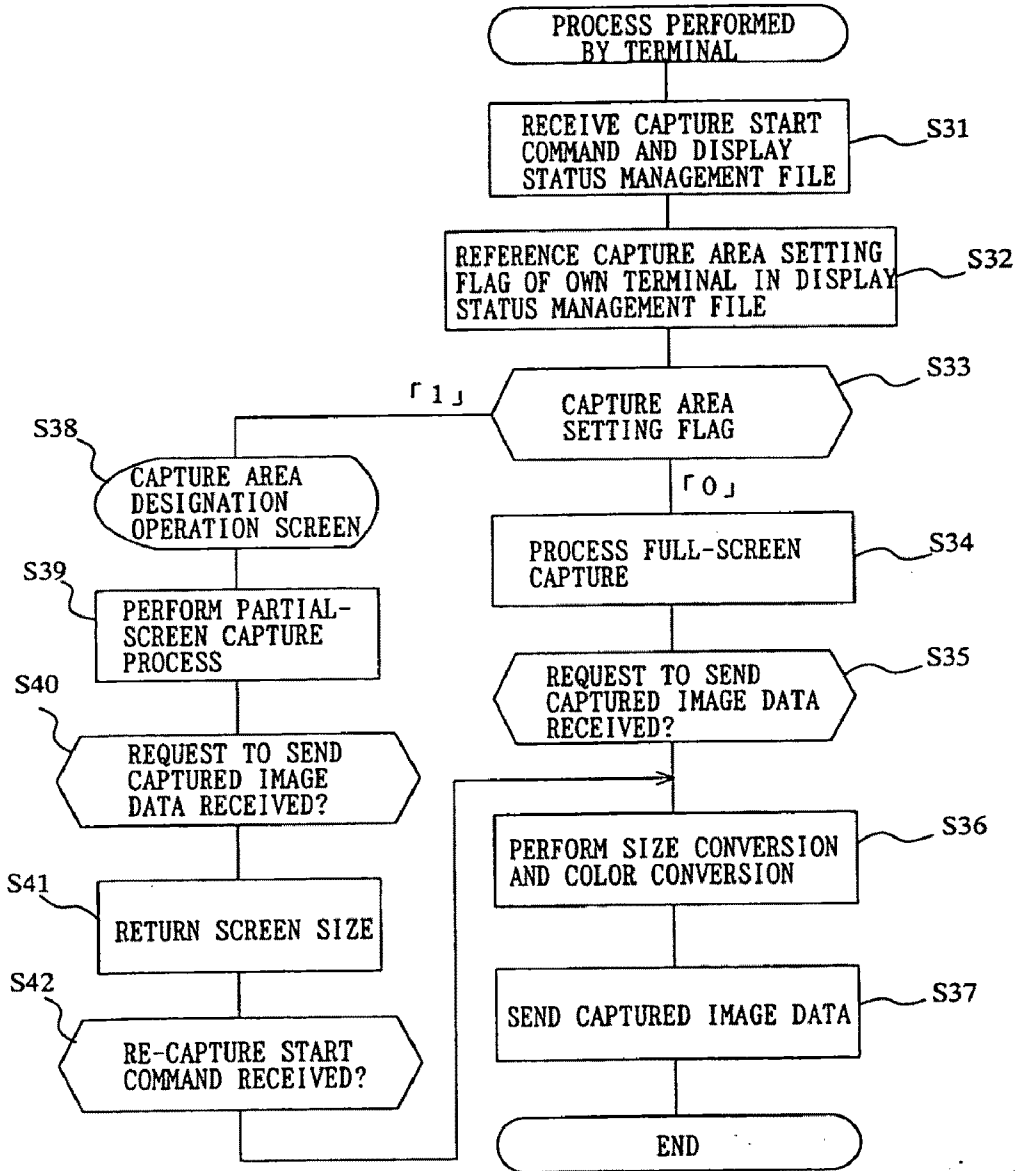 PROCESS PERFORMED
BY TERMINAL
S31
RECEIVE CAPTURE START
COMMAND AND DISPLAY
STATUS MANAGEMENT FILE
S32
REFERENCE CAPTURE AREA SETTING
FLAG OF OWN TERMINAL IN DISPLAY
STATUS MANAGEMENT FILE
S33
CAPTURE AREA
SETTING FLAG
「1」
「0」
S38
CAPTURE AREA
DESIGNATION
OPERATION SCREEN
S39
PERFORM PARTIAL-
SCREEN CAPTURE
PROCESS
S40
REQUEST TO SEND
CAPTURED IMAGE
DATA RECEIVED?
S41
RETURN SCREEN SIZE
S42
RE-CAPTURE START
COMMAND RECEIVED?
S34
PROCESS FULL-SCREEN
CAPTURE
S35
REQUEST TO SEND
CAPTURED IMAGE DATA
RECEIVED?
S36
PERFORM SIZE CONVERSION
AND COLOR CONVERSION
S37
SEND CAPTURED IMAGE DATA
END